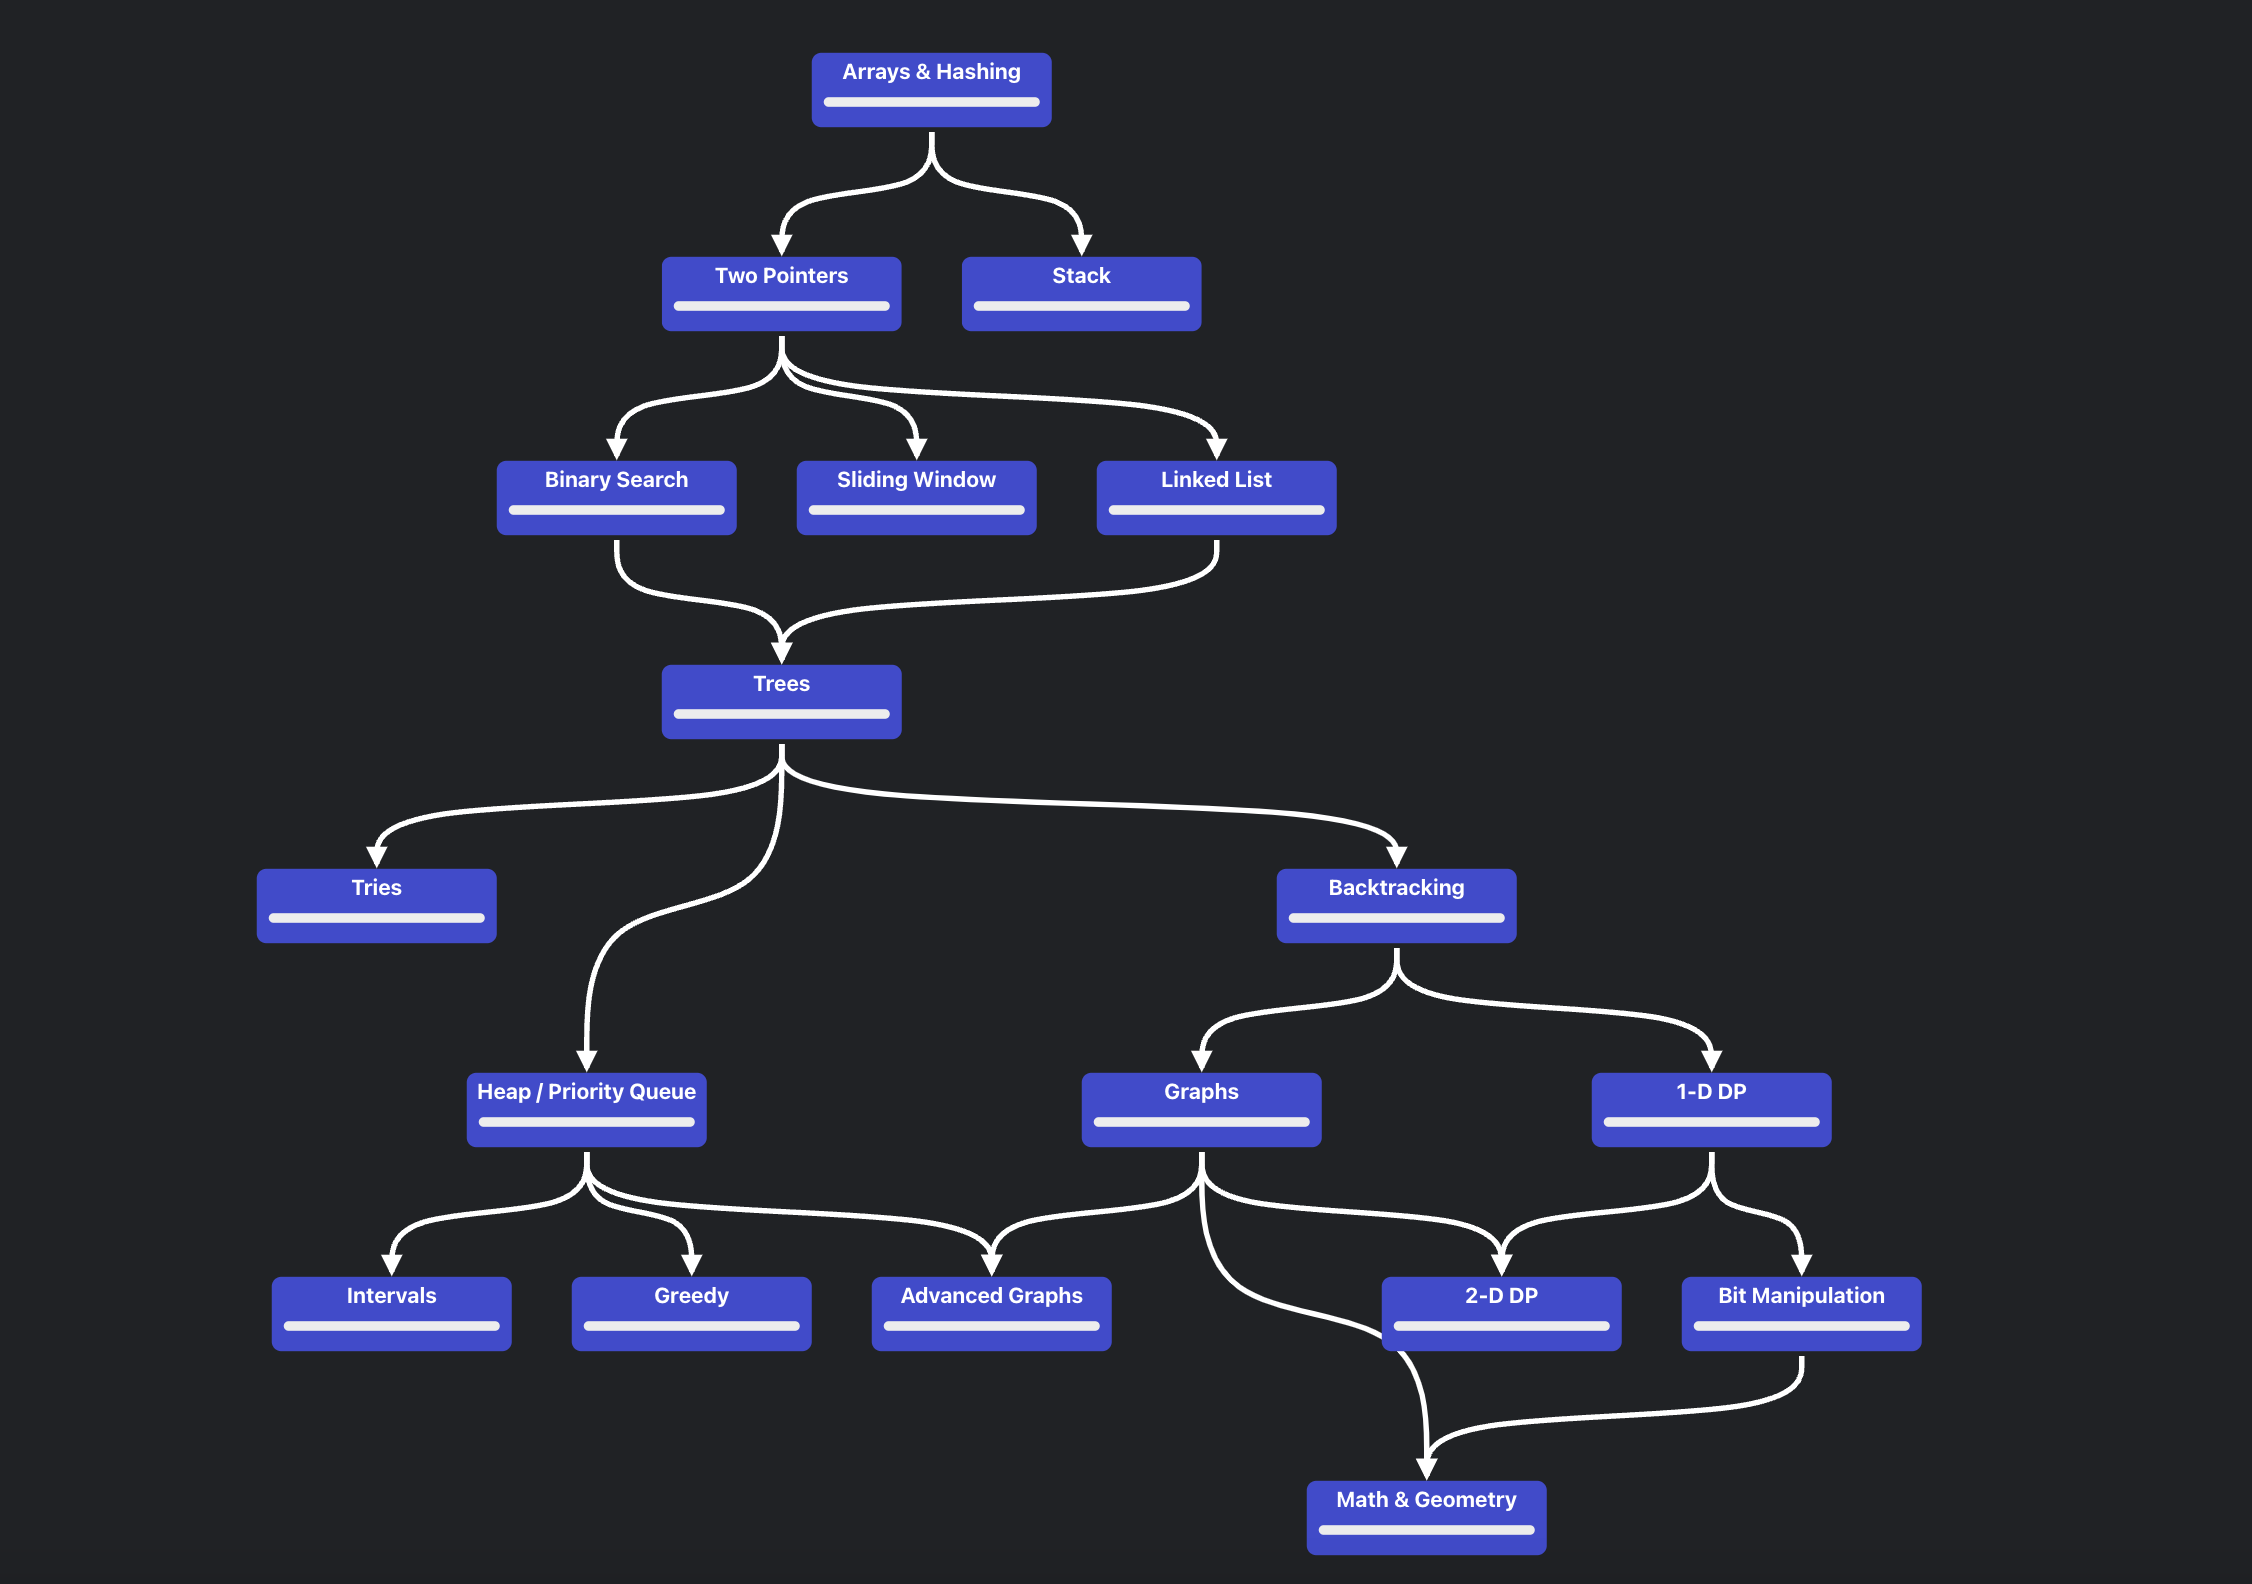 Arrays & Hashing
Two Pointers
Stack
Binary Search
Sliding Window
Linked List
Trees
Tries
Backtracking
Heap / Priority Queue
Graphs
1-D DP
Intervals
Greedy
Advanced Graphs
2-D DP
Bit Manipulation
Math & Geometry